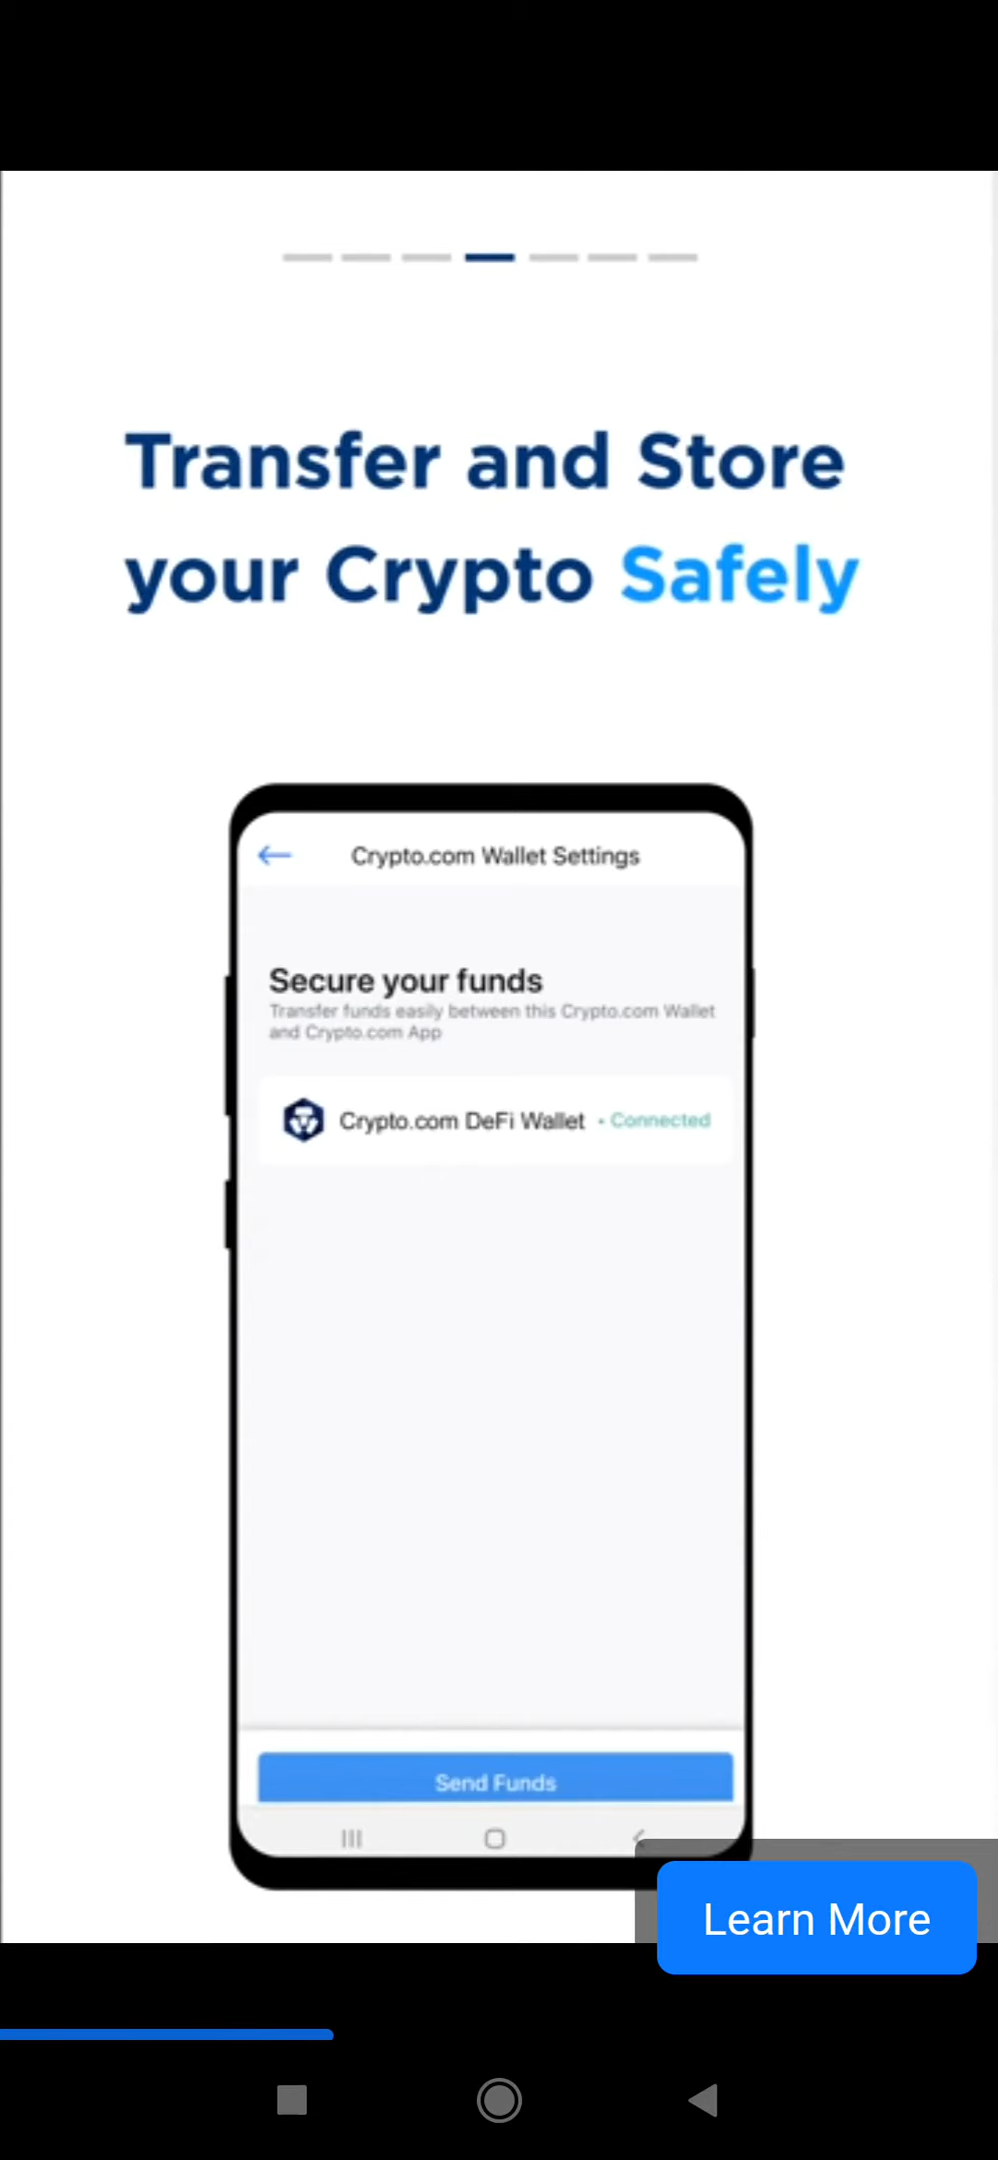 Transfer and Store
your Crypto Safely
Crypto.com Wallet Settings
Secure your funds
Transfer funds easily between this Crypto.com Wallet
and Crypto.com App
Crypto.com DeFi Wallet • Connected
Send Funds
Learn More